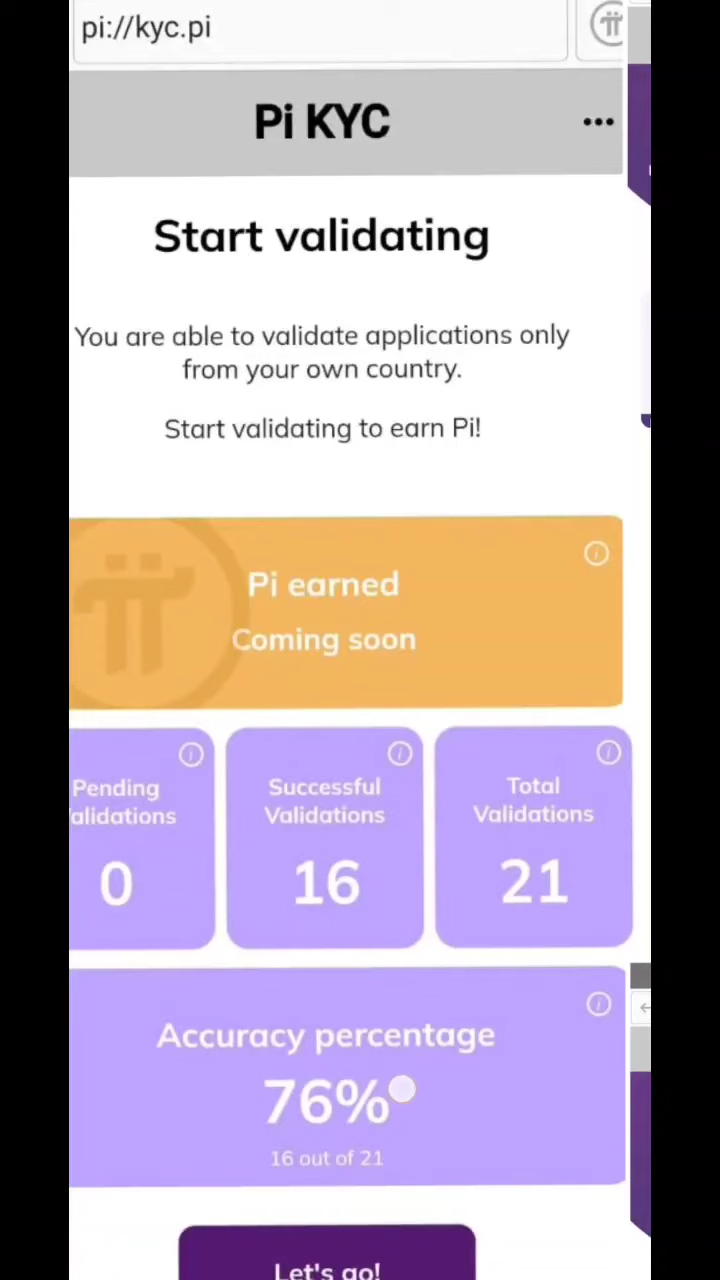 pi://kyc.pi
Pi KYC
Start validating
You are able to validate applications only
from your own country.
Start validating to earn Pi!
Pi earned
Coming soon
Pending
alidations
0
Successful
Validations
16
Total
Validations
21
Accuracy percentage
76%
16 out of 21
Let's go!